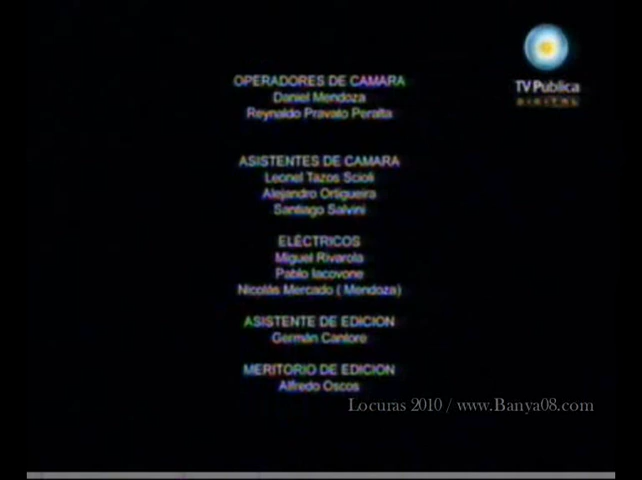 TV Publica
DIGITAL
OPERADORES DE CAMARA
Daniel Mendoza
Reynaldo Pravato Peralta
ASISTENTES DE CAMARA
Leonel Tazos Scioli
Alejandro Ortigueira
Santiago Salvini
ELÉCTRICOS
Miguel Rivarola
Pablo Iacovone
Nicolás Mercado ( Mendoza)
ASISTENTE DE EDICION
Germán Cantore
MERITORIO DE EDICION
Alfredo Oscos
Locuras 2010 / www.Banya08.com